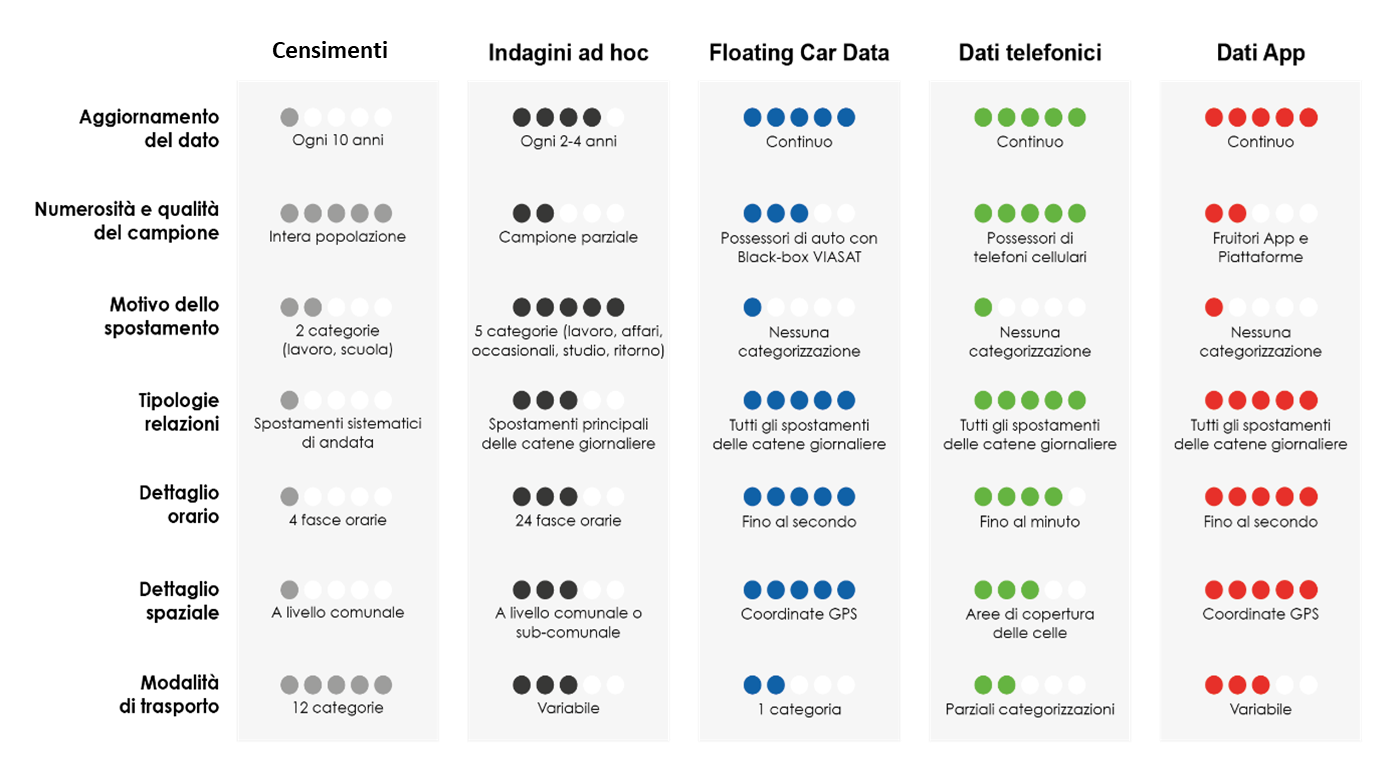 Censimenti
Indagini ad hoc
Floating Car Data
Dati telefonici
Dati App
Aggiornamento
del dato
Ogni 10 anni
Ogni 2-4 anni
Continuo
Continuo
Continuo
Numerosità e qualità
del campione
Intera popolazione
Campione parziale
Possessori di auto con
Black-box VIASAT
Possessori di
telefoni cellulari
Fruitori App e
Piattaforme
Motivo dello
spostamento
2 categorie
(lavoro, scuola)
5 categorie (lavoro, affari,
occasionali, studio, ritorno)
Nessuna
categorizzazione
Nessuna
categorizzazione
Nessuna
categorizzazione
Tipologie
relazioni
Spostamenti sistematici
di andata
Spostamenti principali
delle catene giornaliere
Tutti gli spostamenti
delle catene giornaliere
Tutti gli spostamenti
delle catene giornaliere
Tutti gli spostamenti
delle catene giornaliere
Dettaglio
orario
4 fasce orarie
24 fasce orarie
Fino al secondo
Fino al minuto
Fino al secondo
Dettaglio
spaziale
A livello comunale
A livello comunale o
sub-comunale
Coordinate GPS
Aree di copertura
delle celle
Coordinate GPS
Modalità
di trasporto
12 categorie
Variabile
1 categoria
Parziali categorizzazioni
Variabile